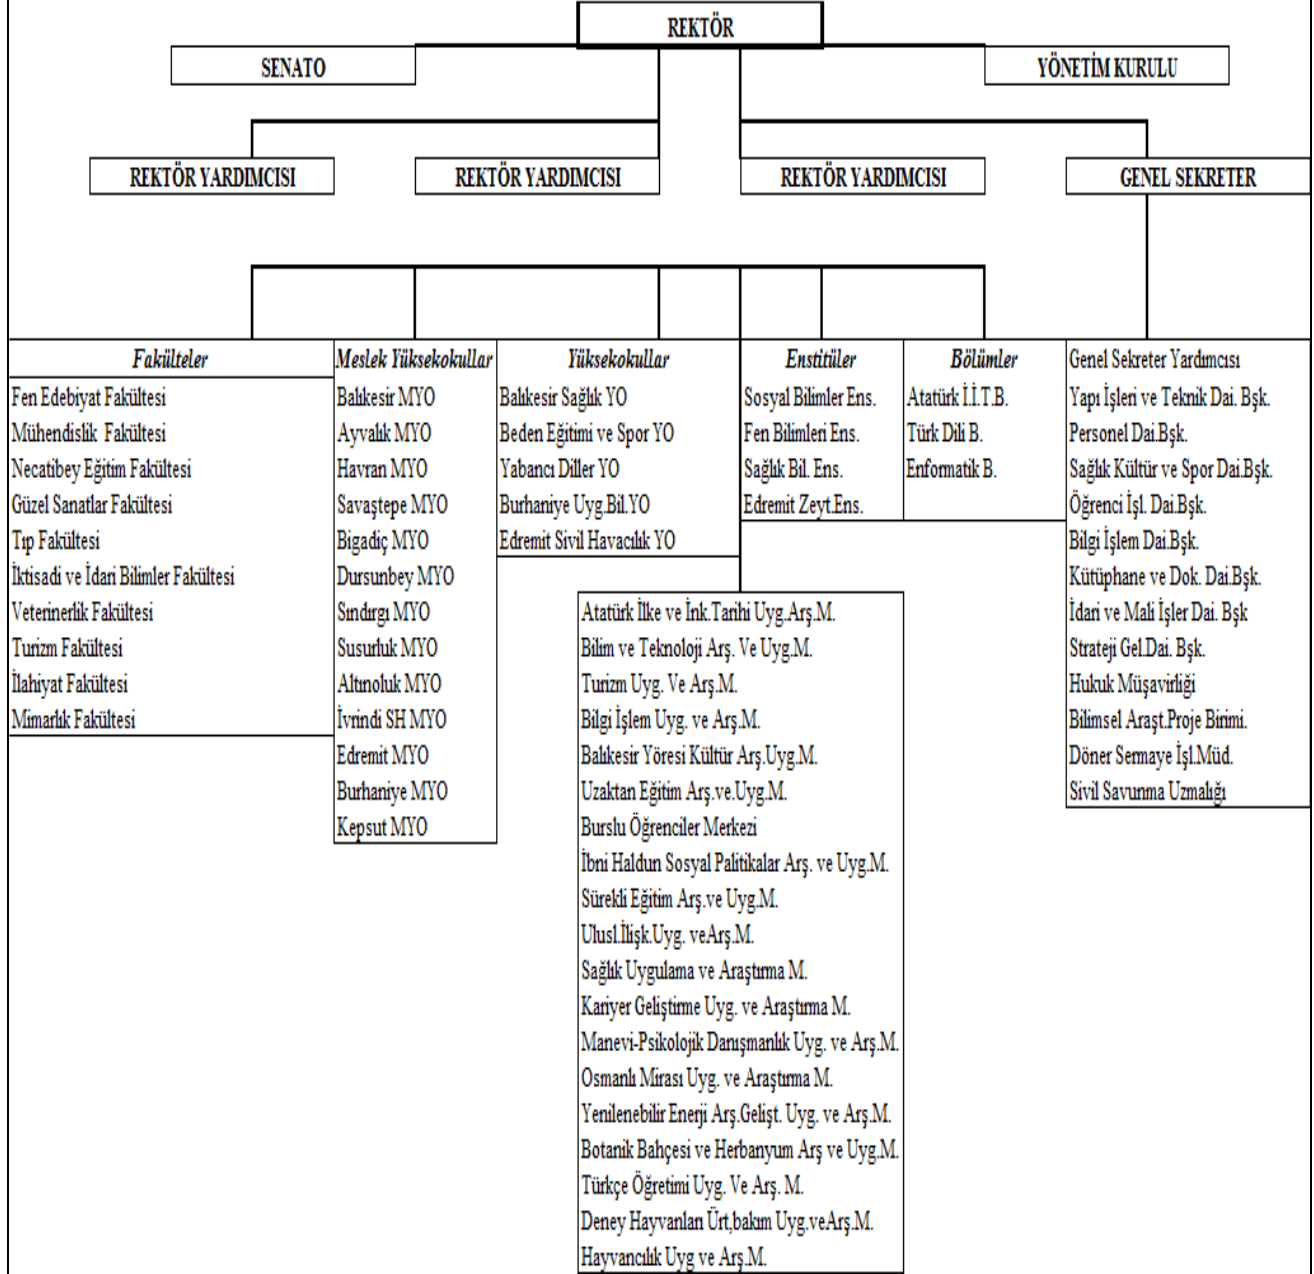 REKTÖR
SENATO
YÖNETİM KURULU
REKTÖR YARDIMCISI
REKTÖR YARDIMCISI
REKTÖR YARDIMCISI
GENEL SEKRETER
Fakülteler
Fen Edebiyat Fakültesi
Mühendislik Fakültesi
Necatibey Eğitim Fakültesi
Güzel Sanatlar Fakültesi
Tıp Fakültesi
İktisadi ve İdari Bilimler Fakültesi
Veterinerlik Fakültesi
Turizm Fakültesi
İlahiyat Fakültesi
Mimarlık Fakültesi
Meslek Yüksekokullar
Balıkesir MYO
Ayvalık MYO
Havran MYO
Savaştepe MYO
Bigadiç MYO
Dursunbey MYO
Sındırgı MYO
Susurluk MYO
Altınoluk MYO
İvrindi SH MYO
Edremit MYO
Burhaniye MYO
Kepsut MYO
Yüksekokullar
Balıkesir Sağlık YO
Beden Eğitimi ve Spor YO
Yabancı Diller YO
Burhaniye Uyg.Bil.YO
Edremit Sivil Havacılık YO
Enstitüler
Sosyal Bilimler Ens.
Fen Bilimleri Ens.
Sağlık Bil. Ens.
Edremit Zeyt.Ens.
Bölümler
Atatürk İ.İ.T.B.
Türk Dili B.
Enformatik B.
Genel Sekreter Yardımcısı
Yapı İşleri ve Teknik Dai. Bşk.
Personel Dai.Bşk.
Sağlık Kültür ve Spor Dai.Bşk.
Öğrenci İşl. Dai.Bşk.
Bilgi İşlem Dai.Bşk.
Kütüphane ve Dok. Dai.Bşk.
İdari ve Mali İşler Dai. Bşk
Strateji Gel.Dai. Bşk.
Hukuk Müşavirliği
Bilimsel Araşt.Proje Birimi.
Döner Sermaye İşl.Müd.
Sivil Savunma Uzmalığı
Atatürk İlke ve İnk.Tarihi Uyg.Arş.M.
Bilim ve Teknoloji Arş. Ve Uyg.M.
Turizm Uyg. Ve Arş.M.
Bilgi İşlem Uyg. ve Arş.M.
Balıkesir Yöresi Kültür Arş.Uyg.M.
Uzaktan Eğitim Arş.ve.Uyg.M.
Burslu Öğrenciler Merkezi
İbni Haldun Sosyal Palitikalar Arş. ve Uyg.M.
Sürekli Eğitim Arş.ve Uyg.M.
Ulusl.İlişk.Uyg. veArş.M.
Sağlık Uygulama ve Araştırma M.
Kariyer Geliştirme Uyg. ve Araştırma M.
Manevi-Psikolojik Danışmanlık Uyg. ve Arş.M.
Osmanlı Mirası Uyg. ve Araştırma M.
Yenilenebilir Enerji Arş.Gelişt. Uyg. ve Arş.M.
Botanik Bahçesi ve Herbanyum Arş ve Uyg.M.
Türkçe Öğretimi Uyg. Ve Arş. M.
Deney Hayvanları Ürt,bakım Uyg.veArş.M.
Hayvancılık Uyg ve Arş.M.